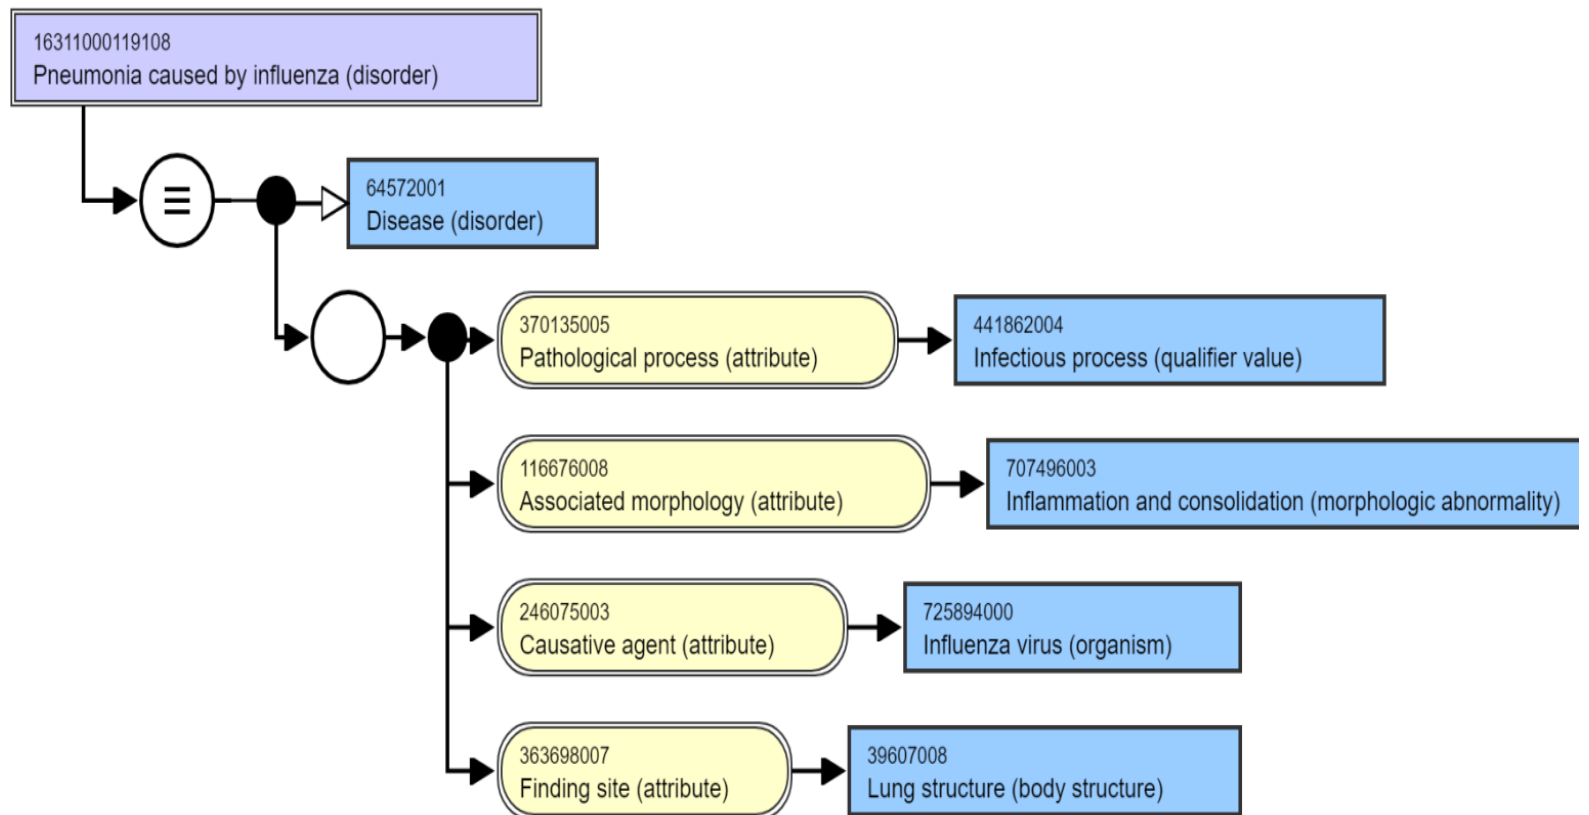 16311000119108
Pneumonia caused by influenza (disorder)
64572001
Disease (disorder)
370135005
Pathological process (attribute)
441862004
Infectious process (qualifier value)
116676008
Associated morphology (attribute)
707496003
Inflammation and consolidation (morphologic abnormality)
246075003
Causative agent (attribute)
725894000
Influenza virus (organism)
363698007
Finding site (attribute)
39607008
Lung structure (body structure)